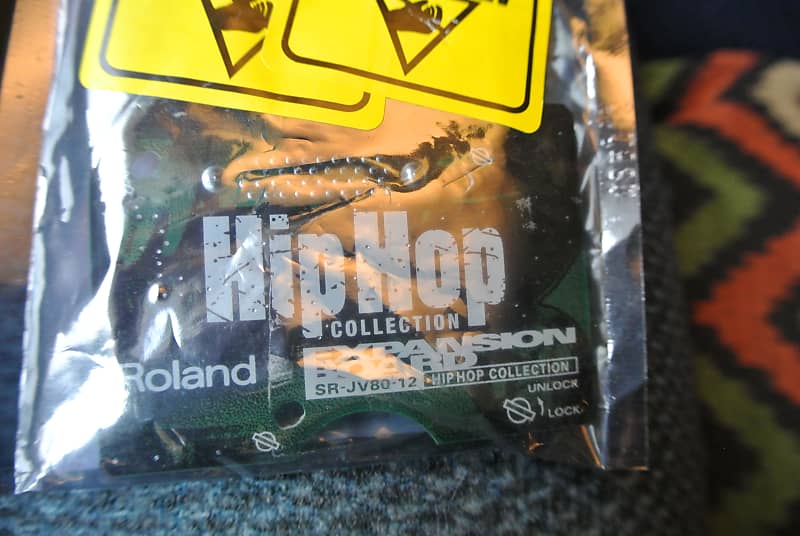 HipHop
COLLECTION
Roland
EXPANSION
BOARD
SR-JV80-12 HIPHOP COLLECTION
UNLOCK
LOCK